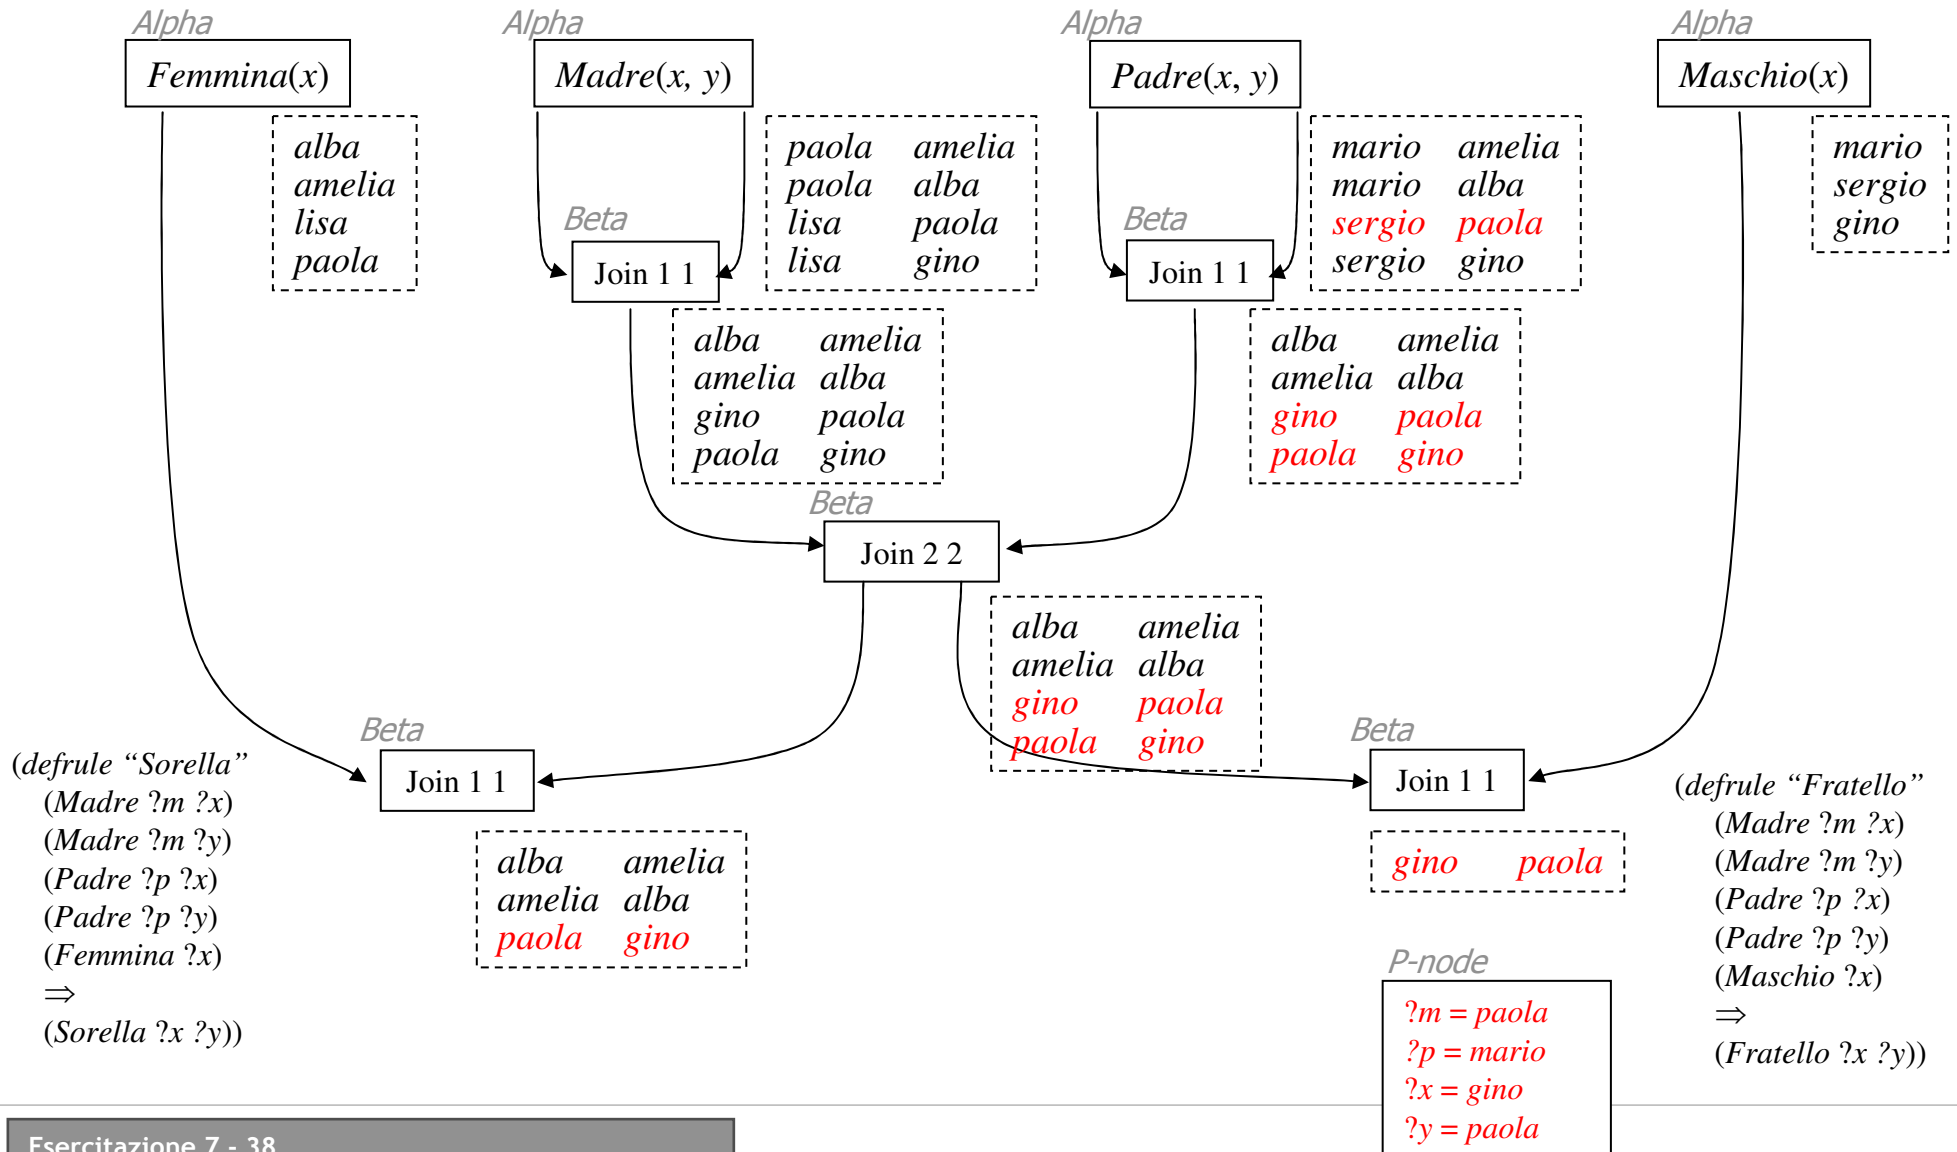 Alpha
Alpha
Alpha
Alpha
Femmina(x)
Madre(x, y)
Padre(x, y)
Maschio(x)
alba
amelia
lisa
paola
paola amelia
paola alba
lisa paola
lisa gino
mario amelia
mario alba
sergio paola
sergio gino
mario
sergio
gino
Beta
Join 1 1
Beta
Join 1 1
alba amelia
amelia alba
gino paola
paola gino
alba amelia
amelia alba
gino paola
paola gino
Beta
Join 2 2
alba amelia
amelia alba
gino paola
paola gino
Beta
Join 1 1
Beta
Join 1 1
(defrule “Sorella”
(Madre ?m ?x)
(Madre ?m ?y)
(Padre ?p ?x)
(Padre ?p ?y)
(Femmina ?x)
⇒
(Sorella ?x ?y))
alba amelia
amelia alba
paola gino
gino paola
(defrule “Fratello”
(Madre ?m ?x)
(Madre ?m ?y)
(Padre ?p ?x)
(Padre ?p ?y)
(Maschio ?x)
⇒
(Fratello ?x ?y))
P-node
?m = paola
?p = mario
?x = gino
?y = paola
Esercitazione 7 - 38